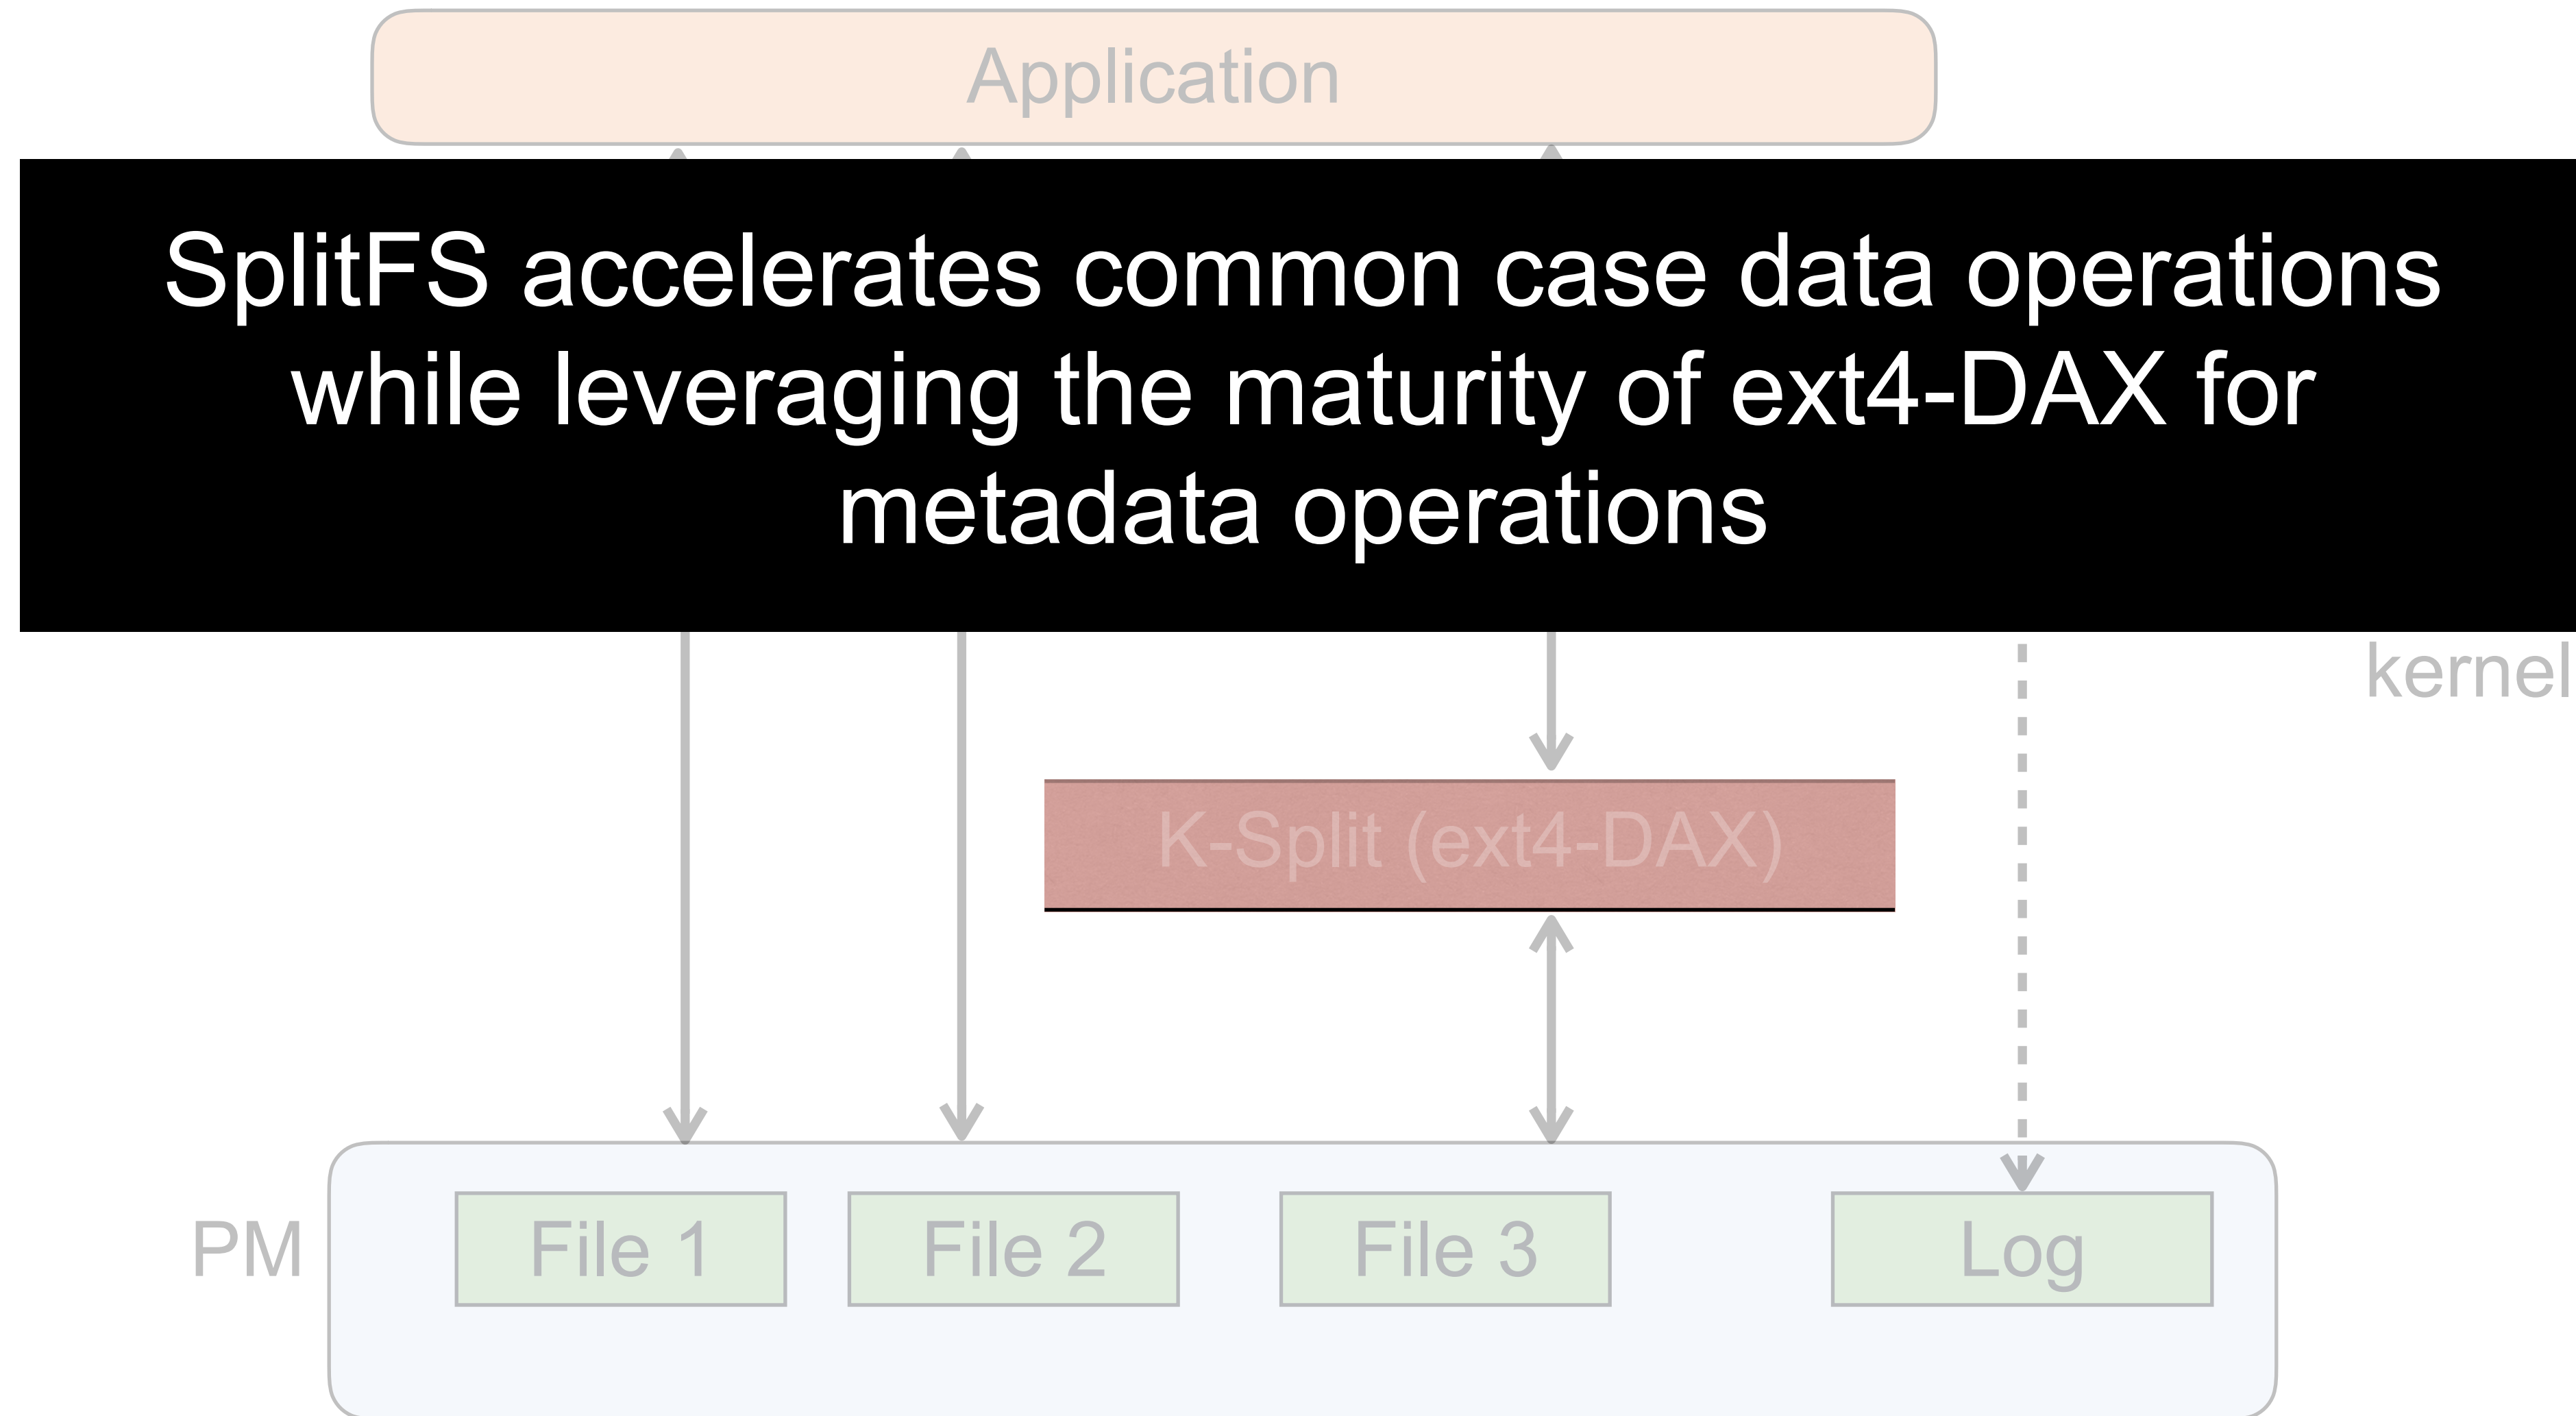 Application
SplitFS accelerates common case data operations
while leveraging the maturity of ext4-DAX for
metadata operations
kernel
K-Split (ext4-DAX)
PM
File 1
File 2
File 3
Log